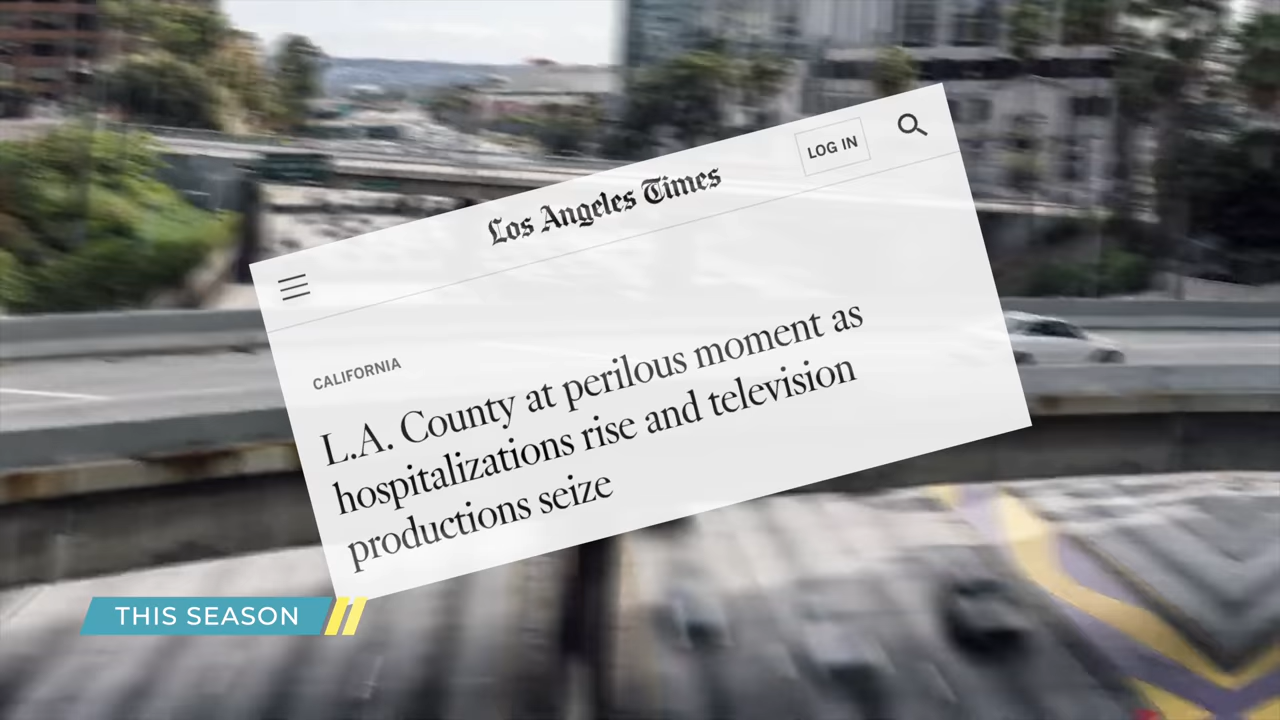 LOG IN
Los Angeles Times
CALIFORNIA
L.A. County at perilous moment as
hospitalizations rise and television
productions seize
THIS SEASON